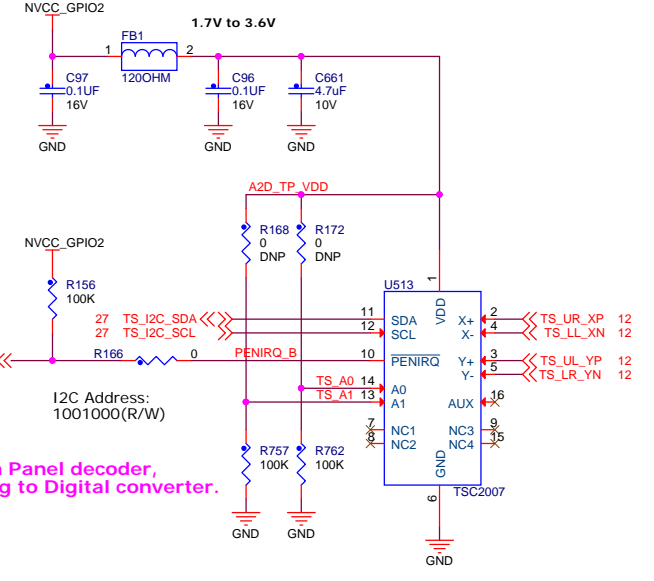 NVCC_GPIO2
1.7V to 3.6V
FB1
1 2
120OHM
C97
0.1UF
16V
C96
0.1UF
16V
C661
4.7uF
10V
GND
GND
GND
A2D_TP_VDD
R168
0
DNP
R172
0
DNP
NVCC_GPIO2
R156
100K
U513
1
VDD
27 TS_I2C_SDA
11 SDA
27 TS_I2C_SCL
12 SCL
X+ 2 TS_UR_XP 12
X- 4 TS_LL_XN 12
R166 0 PENIRQ_B
10 PENIRQ
Y+ 3 TS_UL_YP 12
Y- 5 TS_LR_YN 12
TS_A0 14 A0
TS_A1 13 A1
AUX 16
I2C Address:
1001000(R/W)
7 NC1
8 NC2
NC3 9
NC4 15
GND
6
TSC2007
R757
100K
R762
100K
Panel decoder,
to Digital converter.
GND
GND
GND